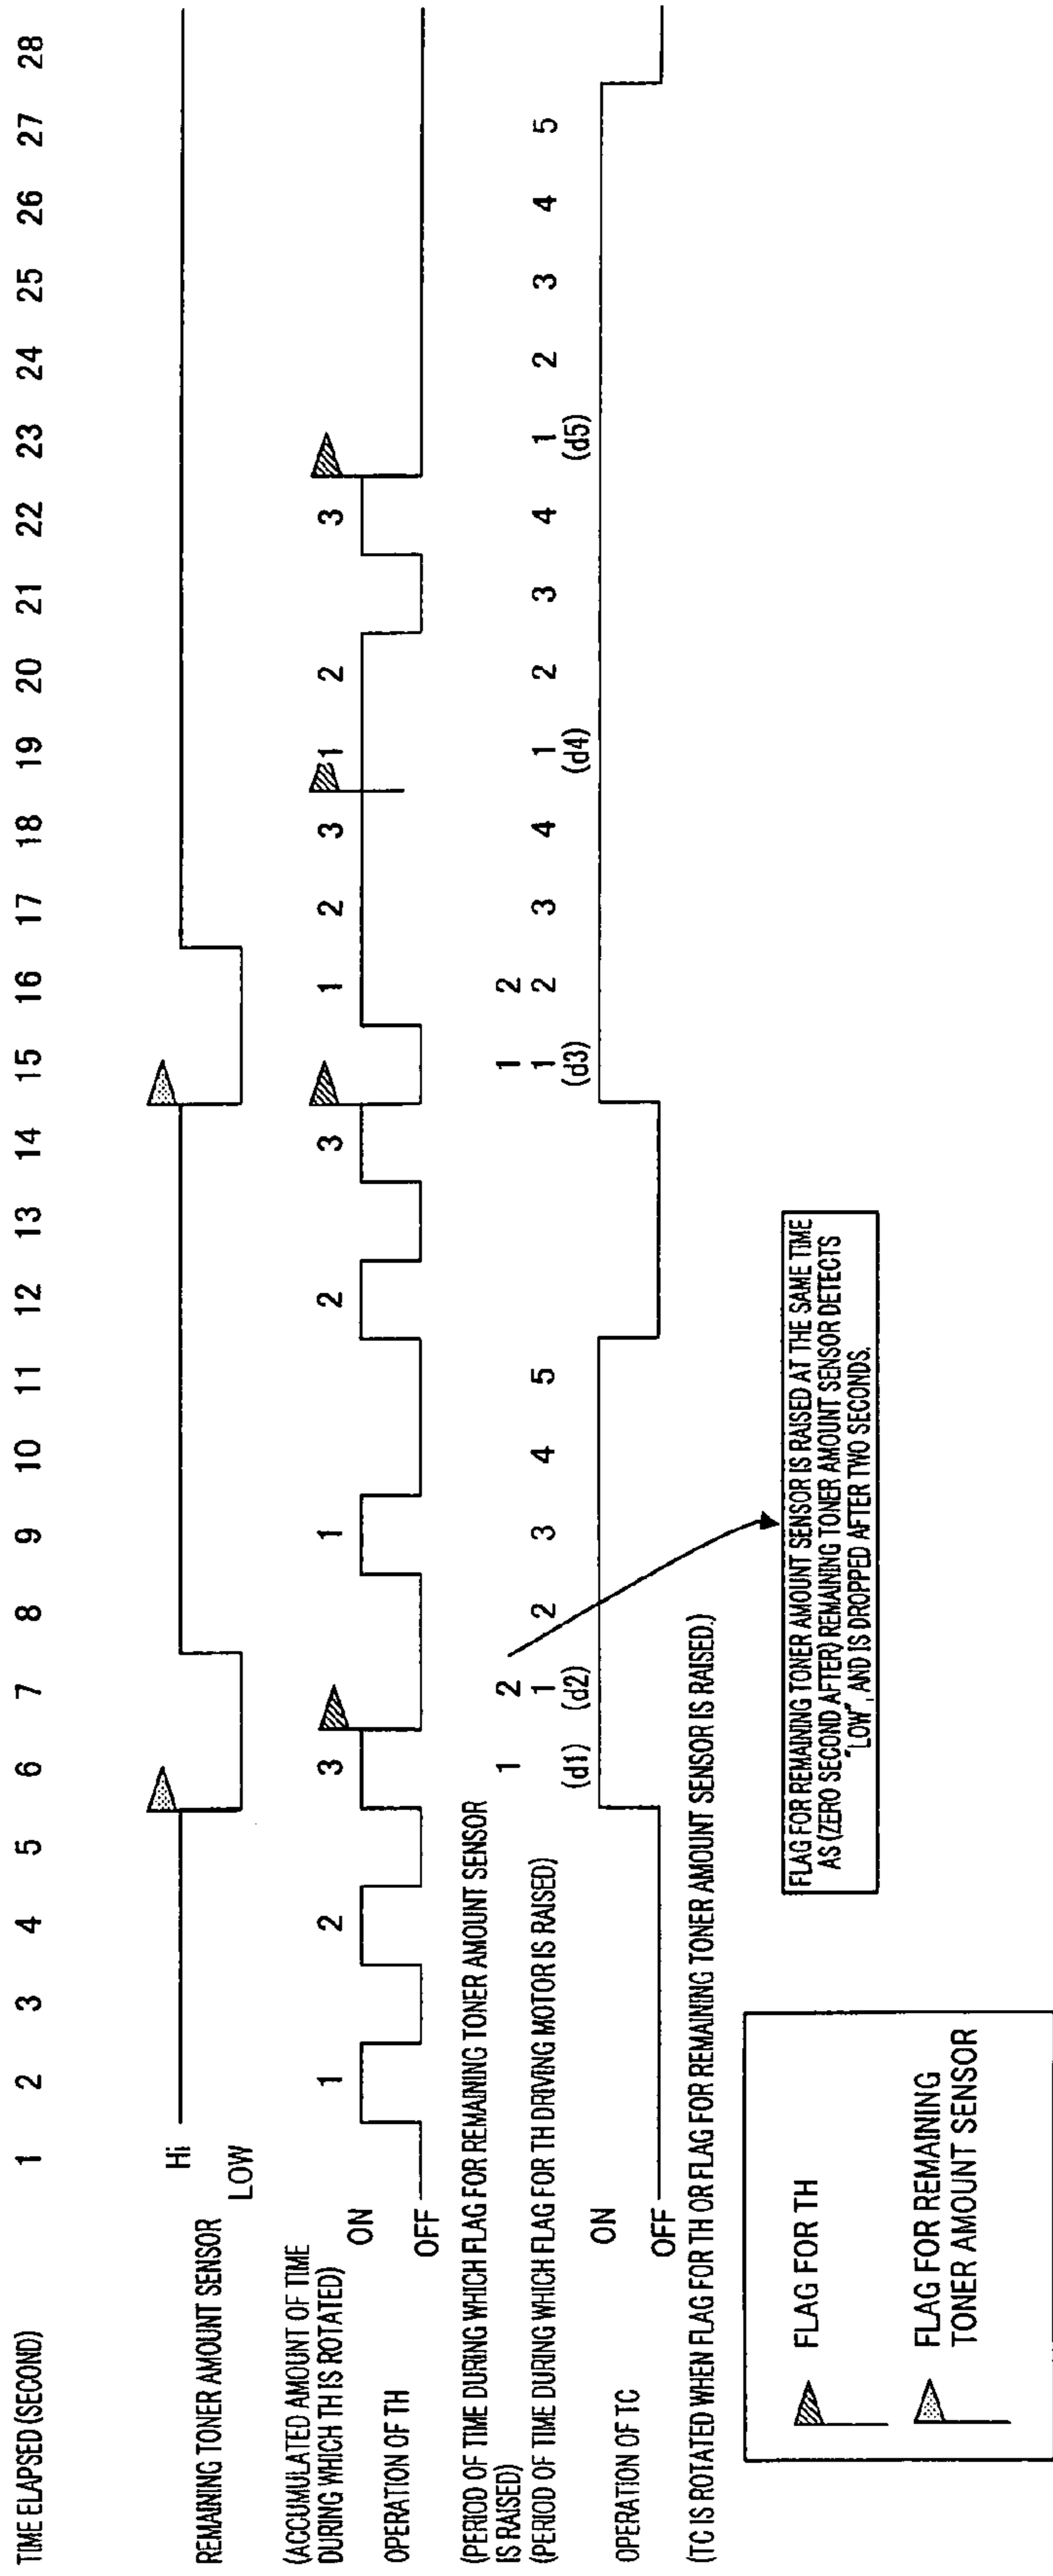 TIME ELAPSED (SECOND) 1 2 3 4 5 6 7 8 9 10 11 12 13 14 15 16 17 18 19 20 21 22 23 24 25 26 27 28
Hi
REMAINING TONER AMOUNT SENSOR
LOW
(ACCUMULATED AMOUNT OF TIME
DURING WHICH TH IS ROTATED) 1 2 3 1 2 3 1 2 3 1 2 3
ON
OPERATION OF TH
OFF
(PERIOD OF TIME DURING WHICH FLAG FOR REMAINING TONER AMOUNT SENSOR
IS RAISED) 1 2 1 2
(PERIOD OF TIME DURING WHICH FLAG FOR TH DRIVING MOTOR IS RAISED) 1 2 3 4 5 1 2 3 4 1 2 3 4 1 2 3 4 5
(d1) (d2) (d3) (d4) (d5)
ON
OPERATION OF TC
OFF
(TC IS ROTATED WHEN FLAG FOR TH OR FLAG FOR REMAINING TONER AMOUNT SENSOR IS RAISED.)
FLAG FOR REMAINING TONER AMOUNT SENSOR IS RAISED AT THE SAME TIME
AS (ZERO SECOND AFTER) REMAINING TONER AMOUNT SENSOR DETECTS
"LOW", AND IS DROPPED AFTER TWO SECONDS.
FLAG FOR TH
FLAG FOR REMAINING
TONER AMOUNT SENSOR